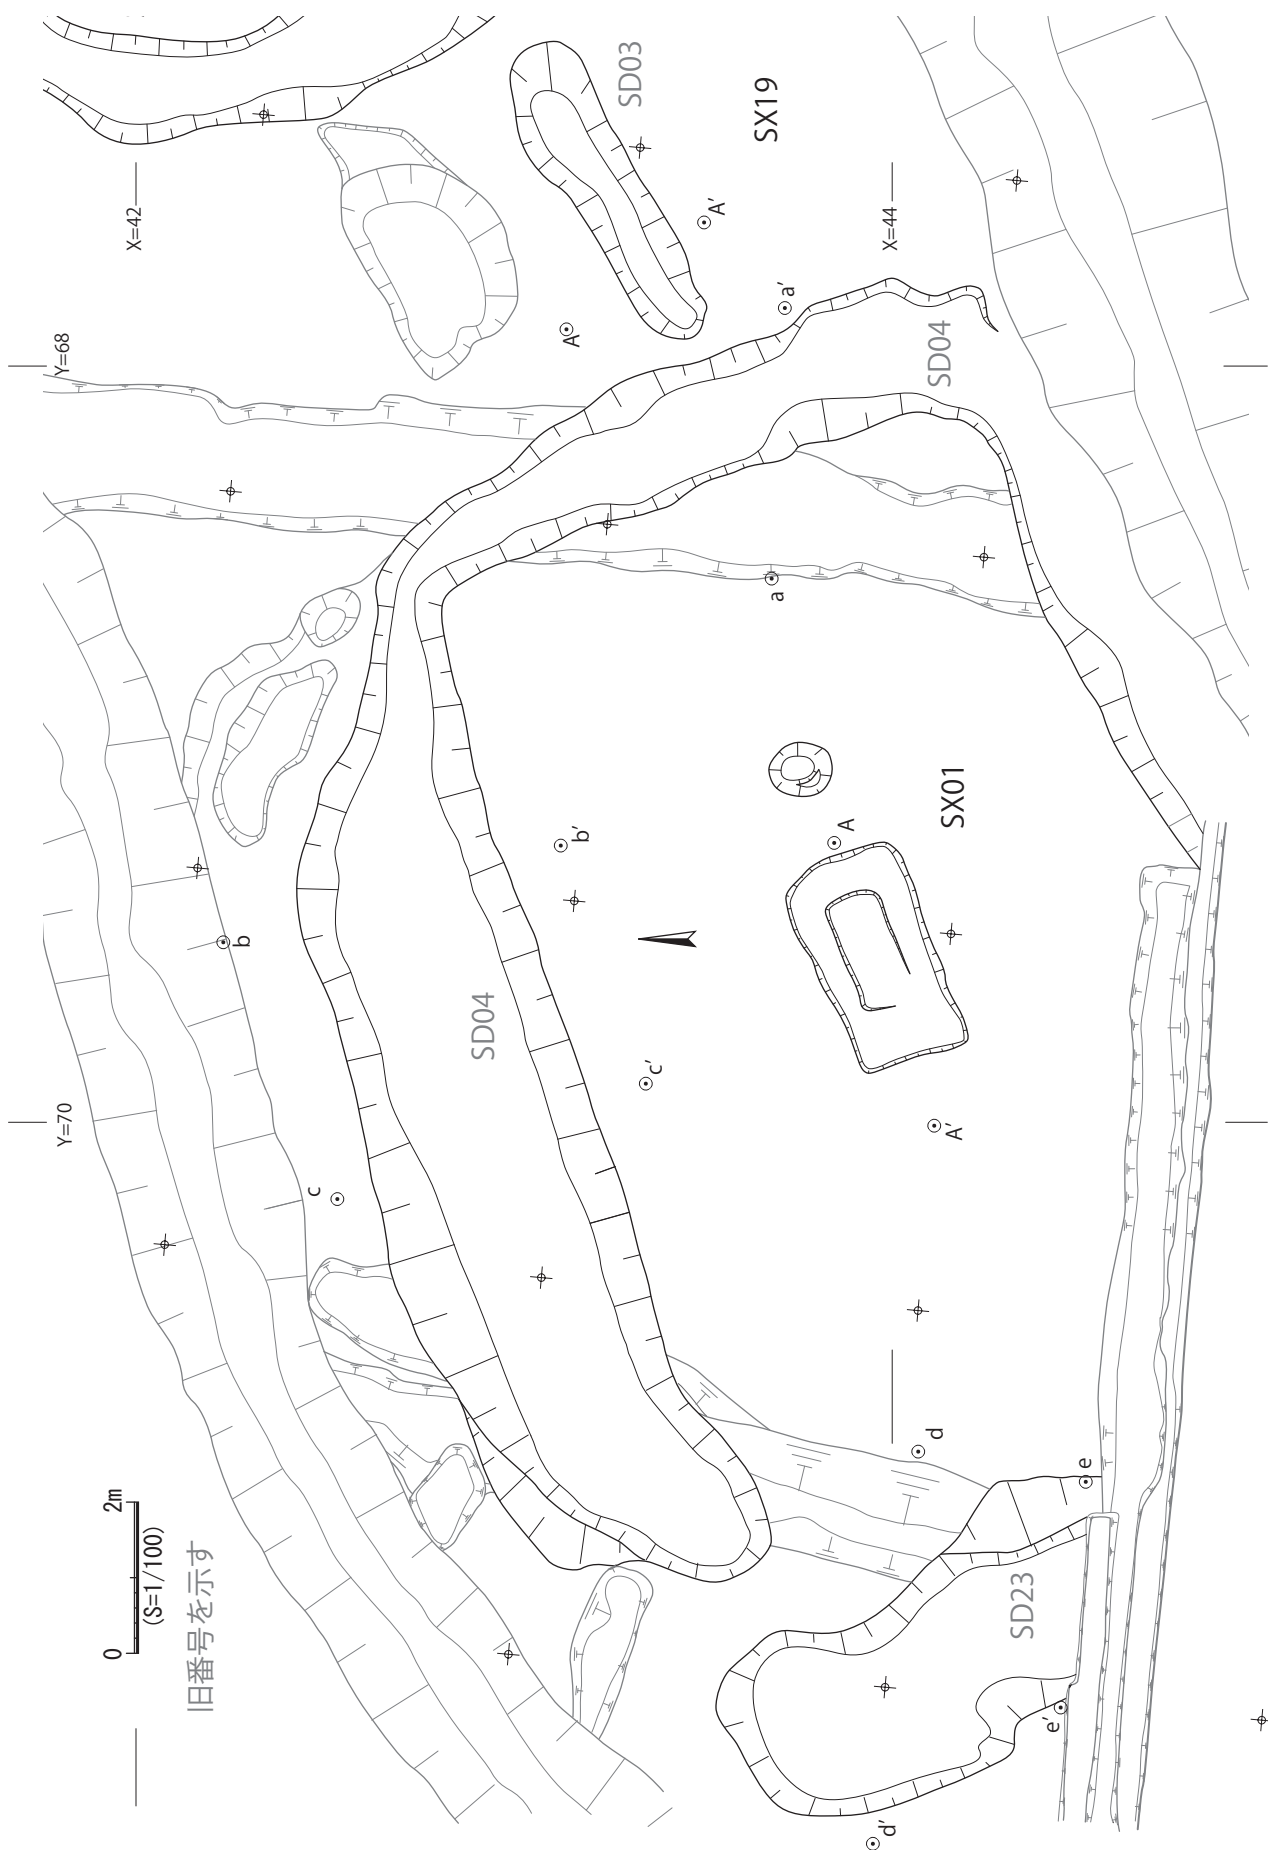 X=42
X=44
Y=68
Y=70
SD03
SX19
A'
A
a'
SD04
a
SX01
A
b'
b
SD04
c'
A'
c
d
e
SD23
e'
d'
0 2m
(S=1/100)
旧番号を示す